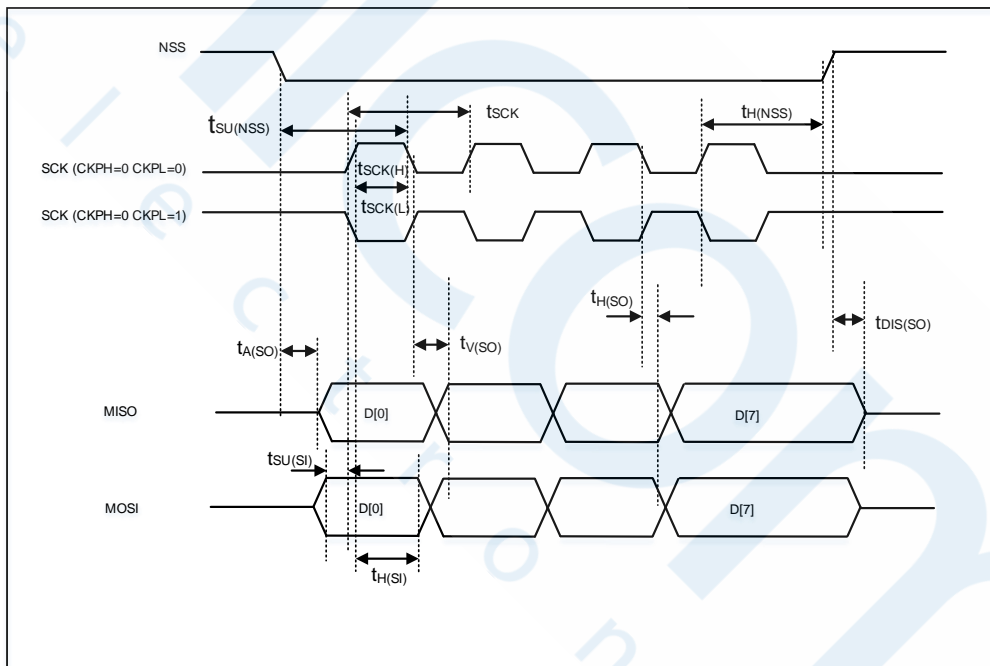 NSS
tSU(NSS)
tSCK
tH(NSS)
SCK (CKPH=0 CKPL=0)
tSCK(H)
SCK (CKPH=0 CKPL=1)
tSCK(L)
tH(SO)
tDIS(SO)
tA(SO)
tV(SO)
MISO
D[0]
D[7]
tSU(SI)
MOSI
D[0]
D[7]
tH(SI)